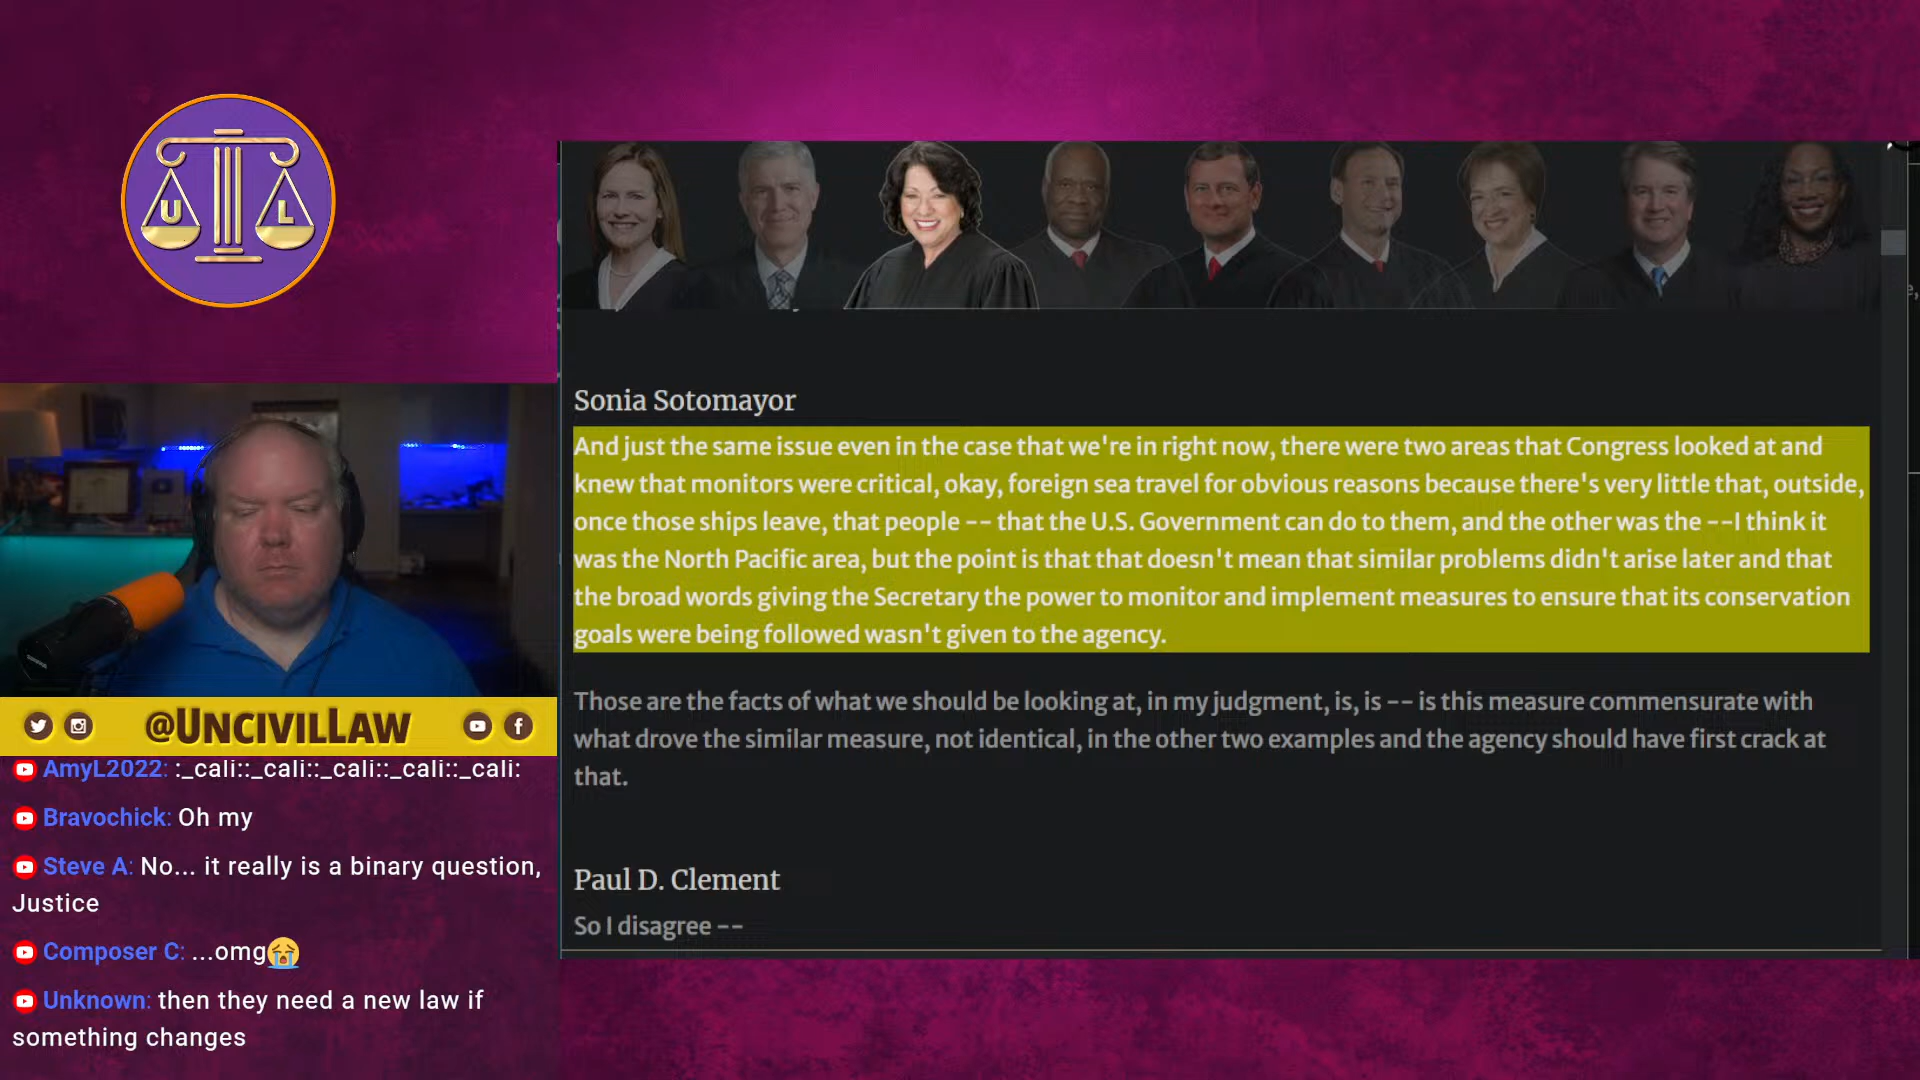 U L
Sonia Sotomayor
And just the same issue even in the case that we're in right now, there were two areas that Congress looked at and
knew that monitors were critical, okay, foreign sea travel for obvious reasons because there's very little that, outside,
once those ships leave, that people -- that the U.S. Government can do to them, and the other was the --I think it
was the North Pacific area, but the point is that that doesn't mean that similar problems didn't arise later and that
the broad words giving the Secretary the power to monitor and implement measures to ensure that its conservation
goals were being followed wasn't given to the agency.
Those are the facts of what we should be looking at, in my judgment, is, is -- is this measure commensurate with
what drove the similar measure, not identical, in the other two examples and the agency should have first crack at
that.
Paul D. Clement
So I disagree --
@UNCIVILLAW
AmyL2022: :_cali::_cali::_cali::_cali::_cali:
Bravochick: Oh my
Steve A: No... it really is a binary question,
Justice
Composer C: ...omg😭
Unknown: then they need a new law if
something changes